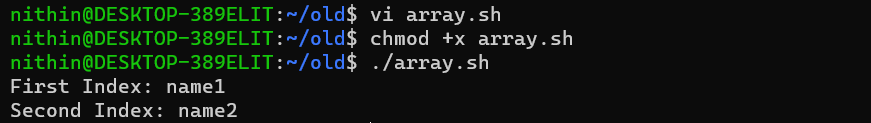 nithin@DESKTOP-389ELIT:~/old$ vi array.sh
nithin@DESKTOP-389ELIT:~/old$ chmod +x array.sh
nithin@DESKTOP-389ELIT:~/old$ ./array.sh
First Index: name1
Second Index: name2